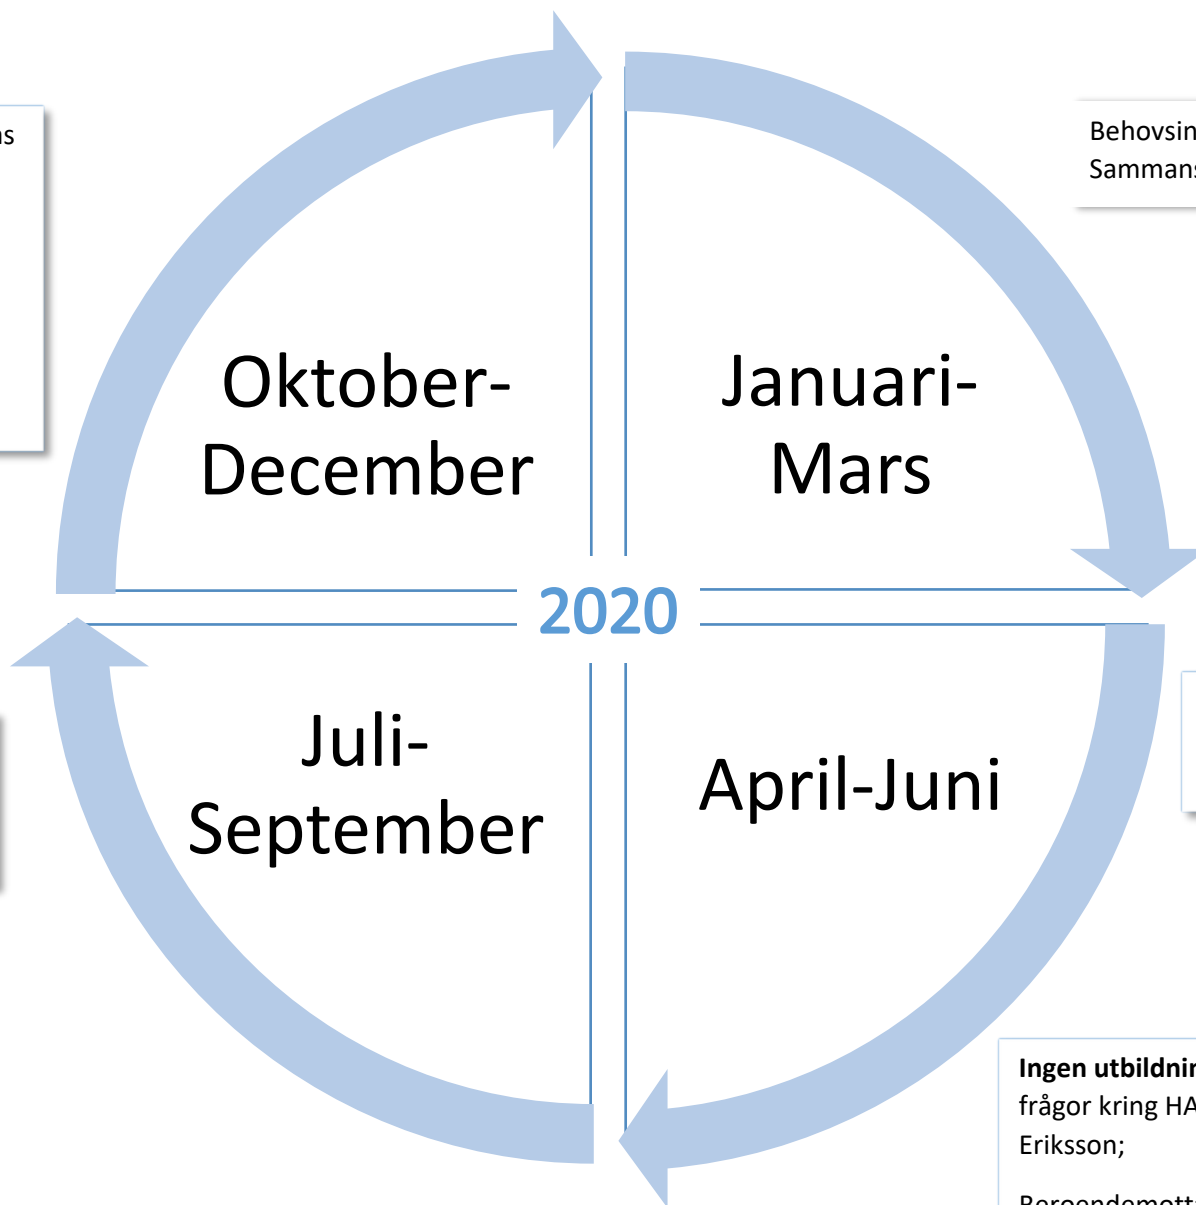 Behovsin
Sammans
Oktober-
December
Januari-
Mars
2020
Juli-
September
April-Juni
Ingen utbildnin
frågor kring HA
Eriksson;